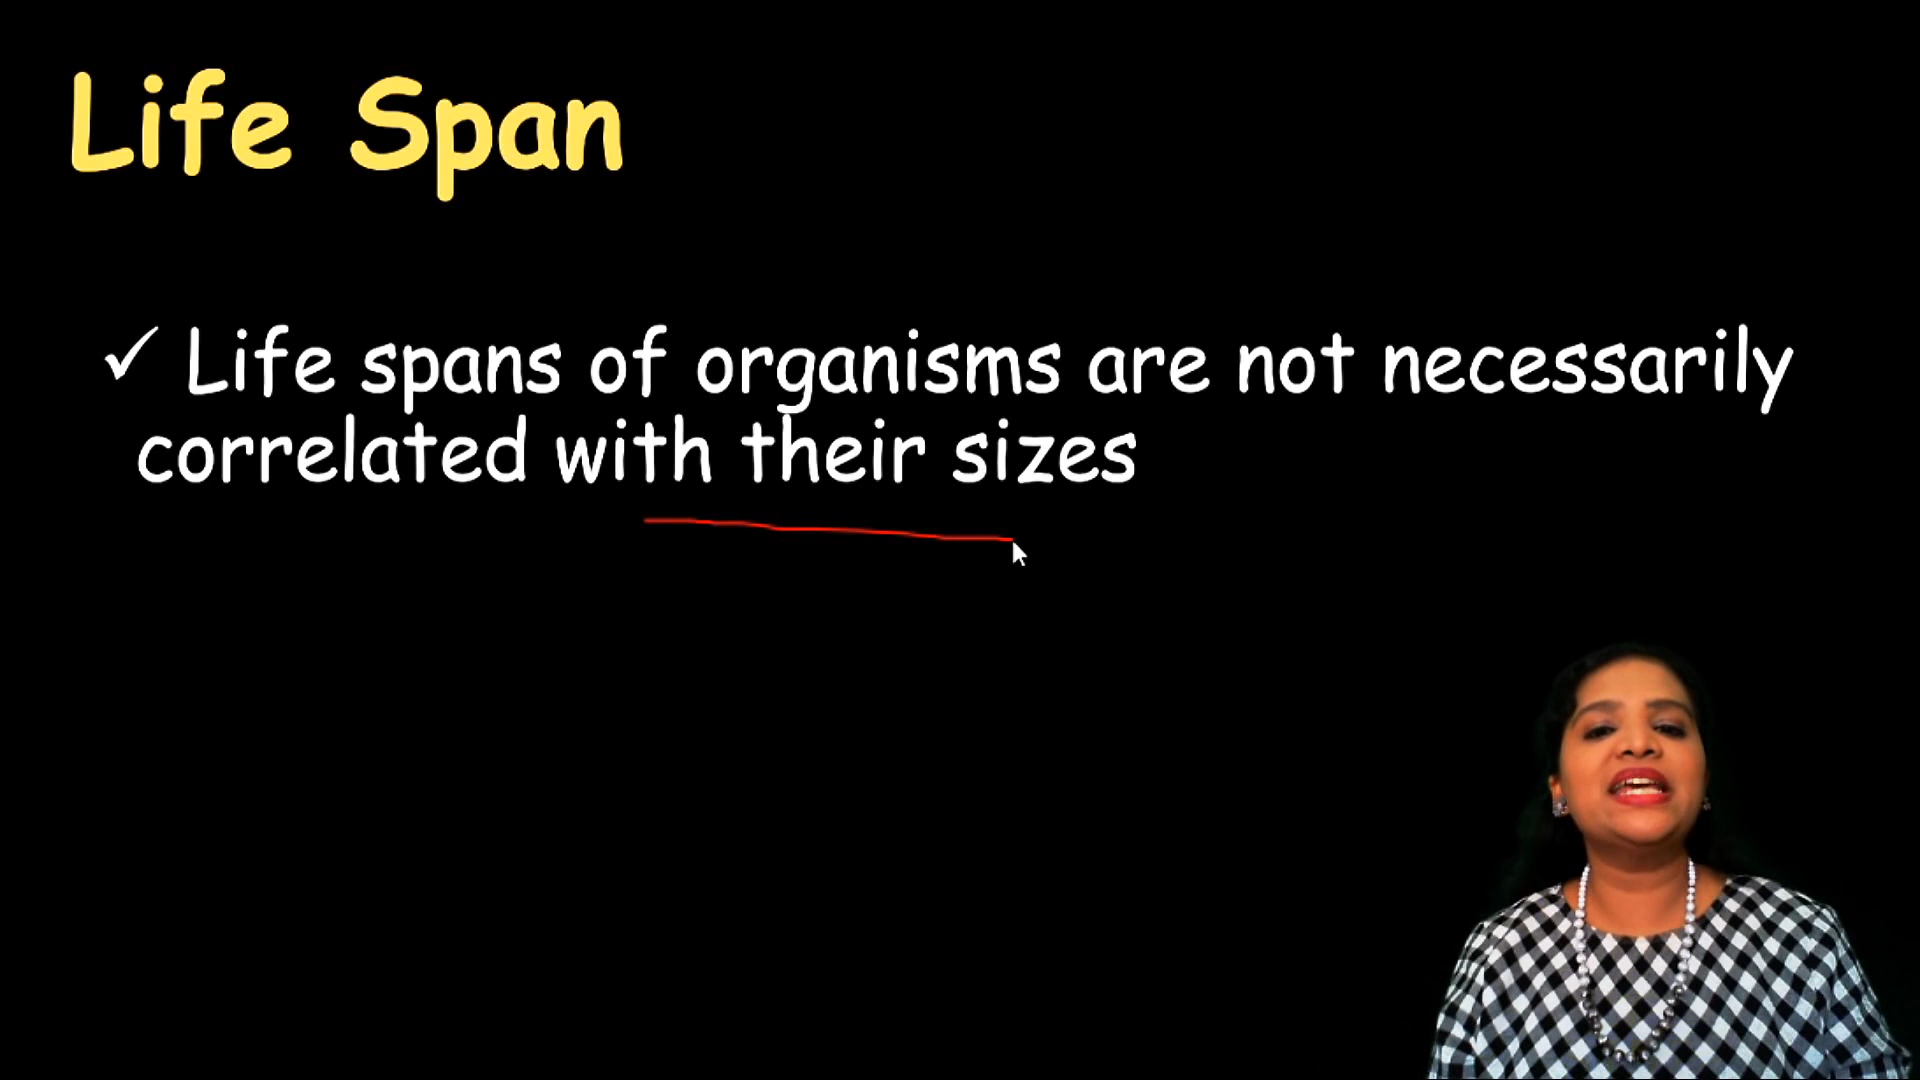 Life Span
✓ Life spans of organisms are not necessarily
correlated with their sizes